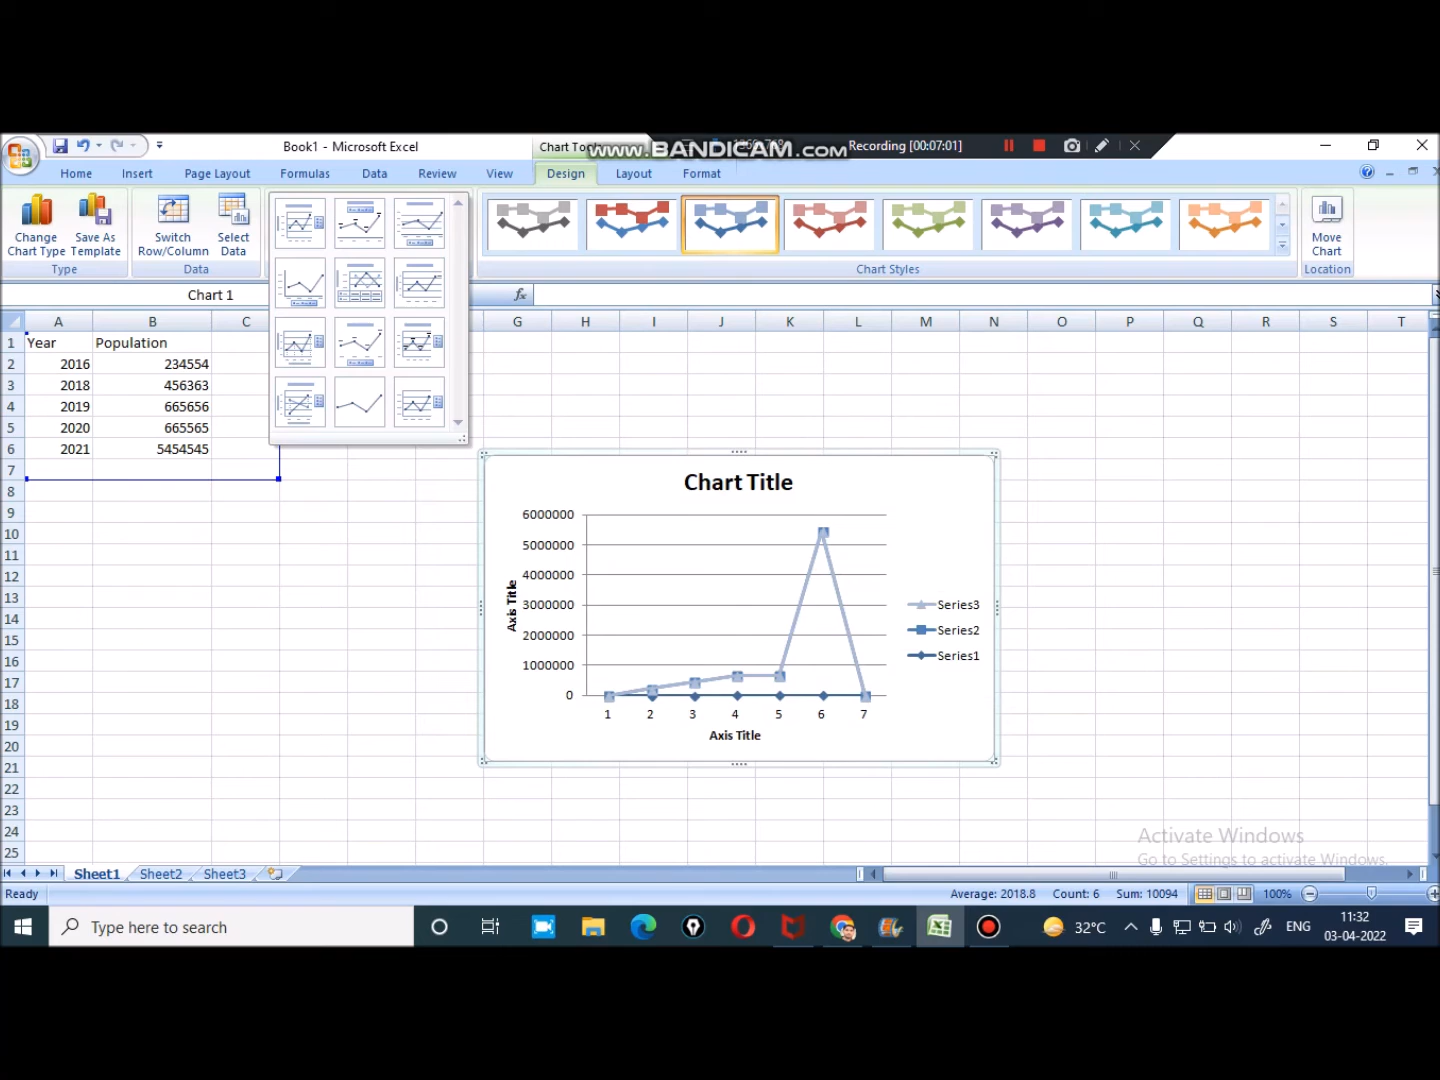 Book1 - Microsoft Excel
Chart Too
www.BANDICAM.com
Recording [00:07:01]
Home
Insert
Page Layout
Formulas
Data
Review
View
Design
Layout
Format
Change Chart Type
Save As Template
Switch Row/Column
Select Data
Move Chart
Type
Data
Chart Styles
Location
Chart 1
fx
A B C G H I J K L M N O P Q R S T
1 Year Population
2 2016 234554
3 2018 456363
4 2019 665656
5 2020 665565
6 2021 5454545
7
8
9
10
11
12
13
14
15
16
17
18
19
20
21
22
23
24
25
Chart Title
6000000
5000000
4000000
3000000
2000000
1000000
0
Axis Title
1 2 3 4 5 6 7
Axis Title
Series3
Series2
Series1
Activate Windows
Go to Settings to activate Windows.
Sheet1 Sheet2 Sheet3
Ready
Average: 2018.8 Count: 6 Sum: 10094
100%
Type here to search
32°C
ENG
11:32
03-04-2022